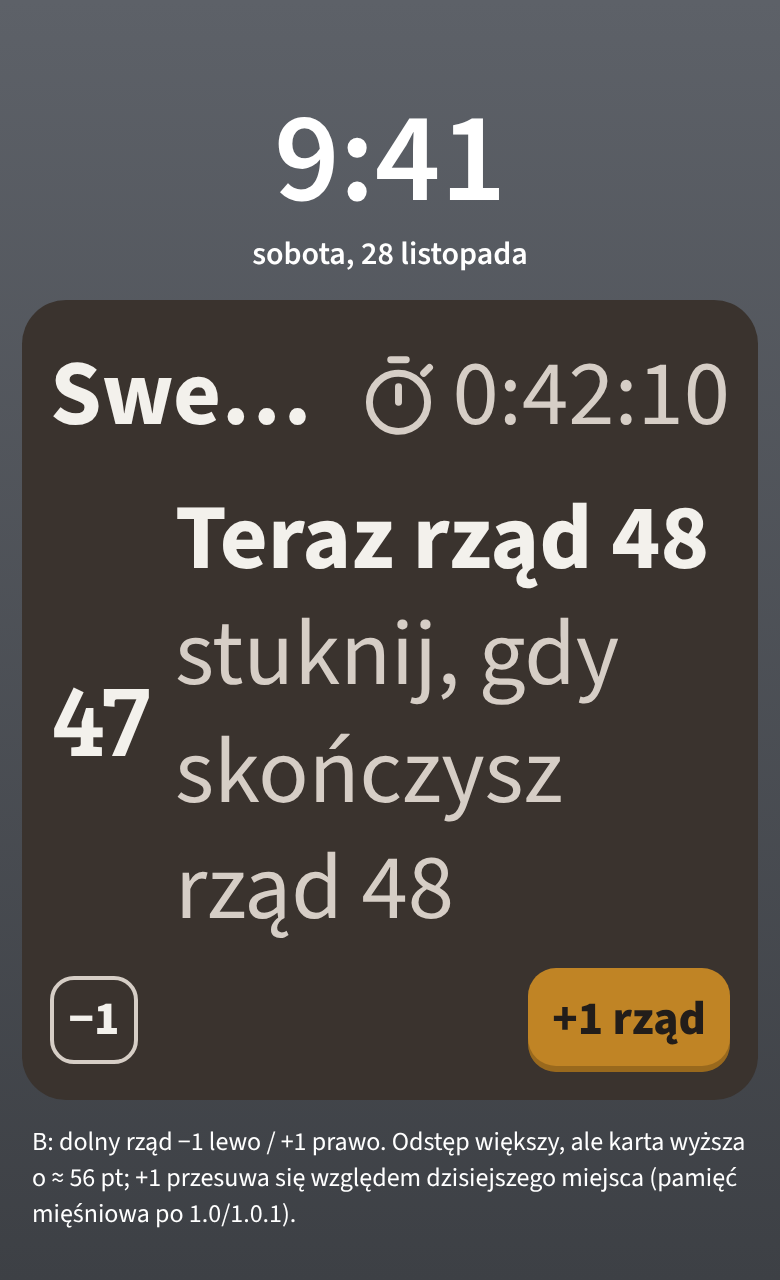 9:41
sobota, 28 listopada
Swe... 0:42:10
Teraz rząd 48
stuknij, gdy
skończysz
rząd 48
47
−1
+1 rząd
B: dolny rząd −1 lewo / +1 prawo. Odstęp większy, ale karta wyższa
o ≈ 56 pt; +1 przesuwa się względem dzisiejszego miejsca (pamięć
mięśniowa po 1.0/1.0.1).